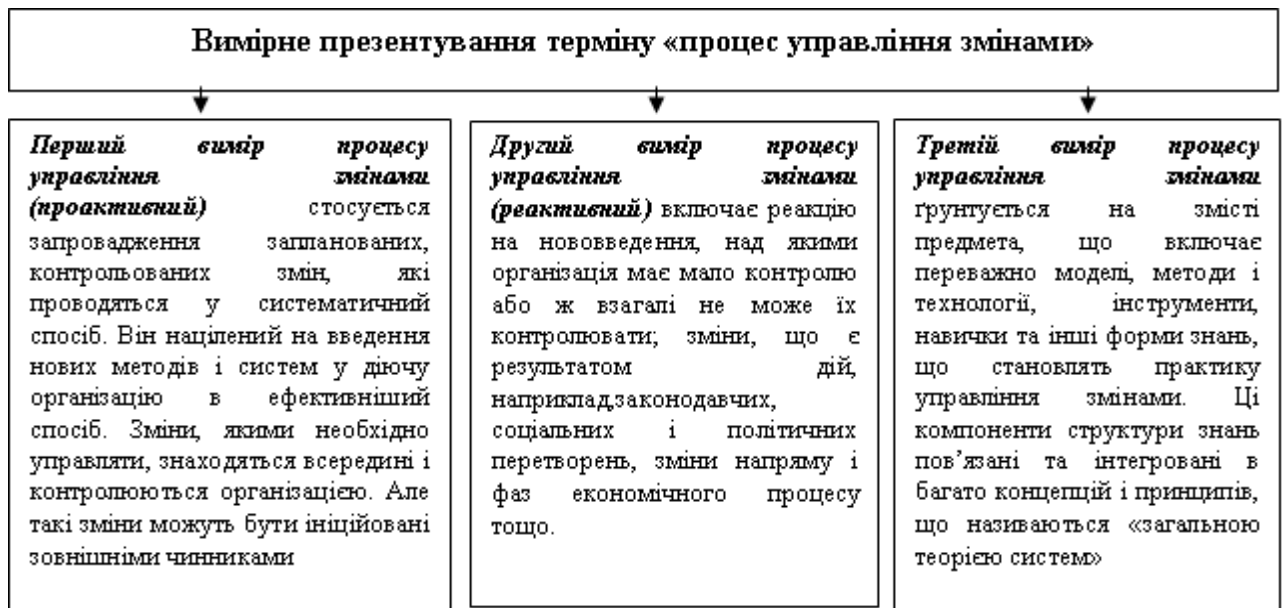 Вимірне презентування терміну «процес управління змінами»
Перший вимір процесу
управління змінами
(проактивний) стосується
запровадження запланованих,
контрольованих змін, які
проводяться у систематичний
спосіб. Він націлений на введення
нових методів і систем у діючу
організацію в ефективніший
спосіб. Зміни, якими необхідно
управляти, знаходяться всередині і
контролюються організацією. Але
такі зміни можуть бути ініційовані
зовнішніми чинниками
Другий вимір процесу
управління змінами
(реактивний) включає реакцію
на нововведення, над якими
організація має мало контролю
або ж взагалі не може їх
контролювати; зміни, що є
результатом дій,
наприклад,законодавчих,
соціальних і політичних
перетворень, зміни напряму і
фаз економічного процесу
тощо.
Третій вимір процесу
управління змінами
ґрунтується на змісті
предмета, що включає
переважно моделі, методи і
технології, інструменти,
навички та інші форми знань,
що становлять практику
управління змінами. Ці
компоненти структури знань
пов’язані та інтегровані в
багато концепцій і принципів,
що називаються «загальною
теорією систем»